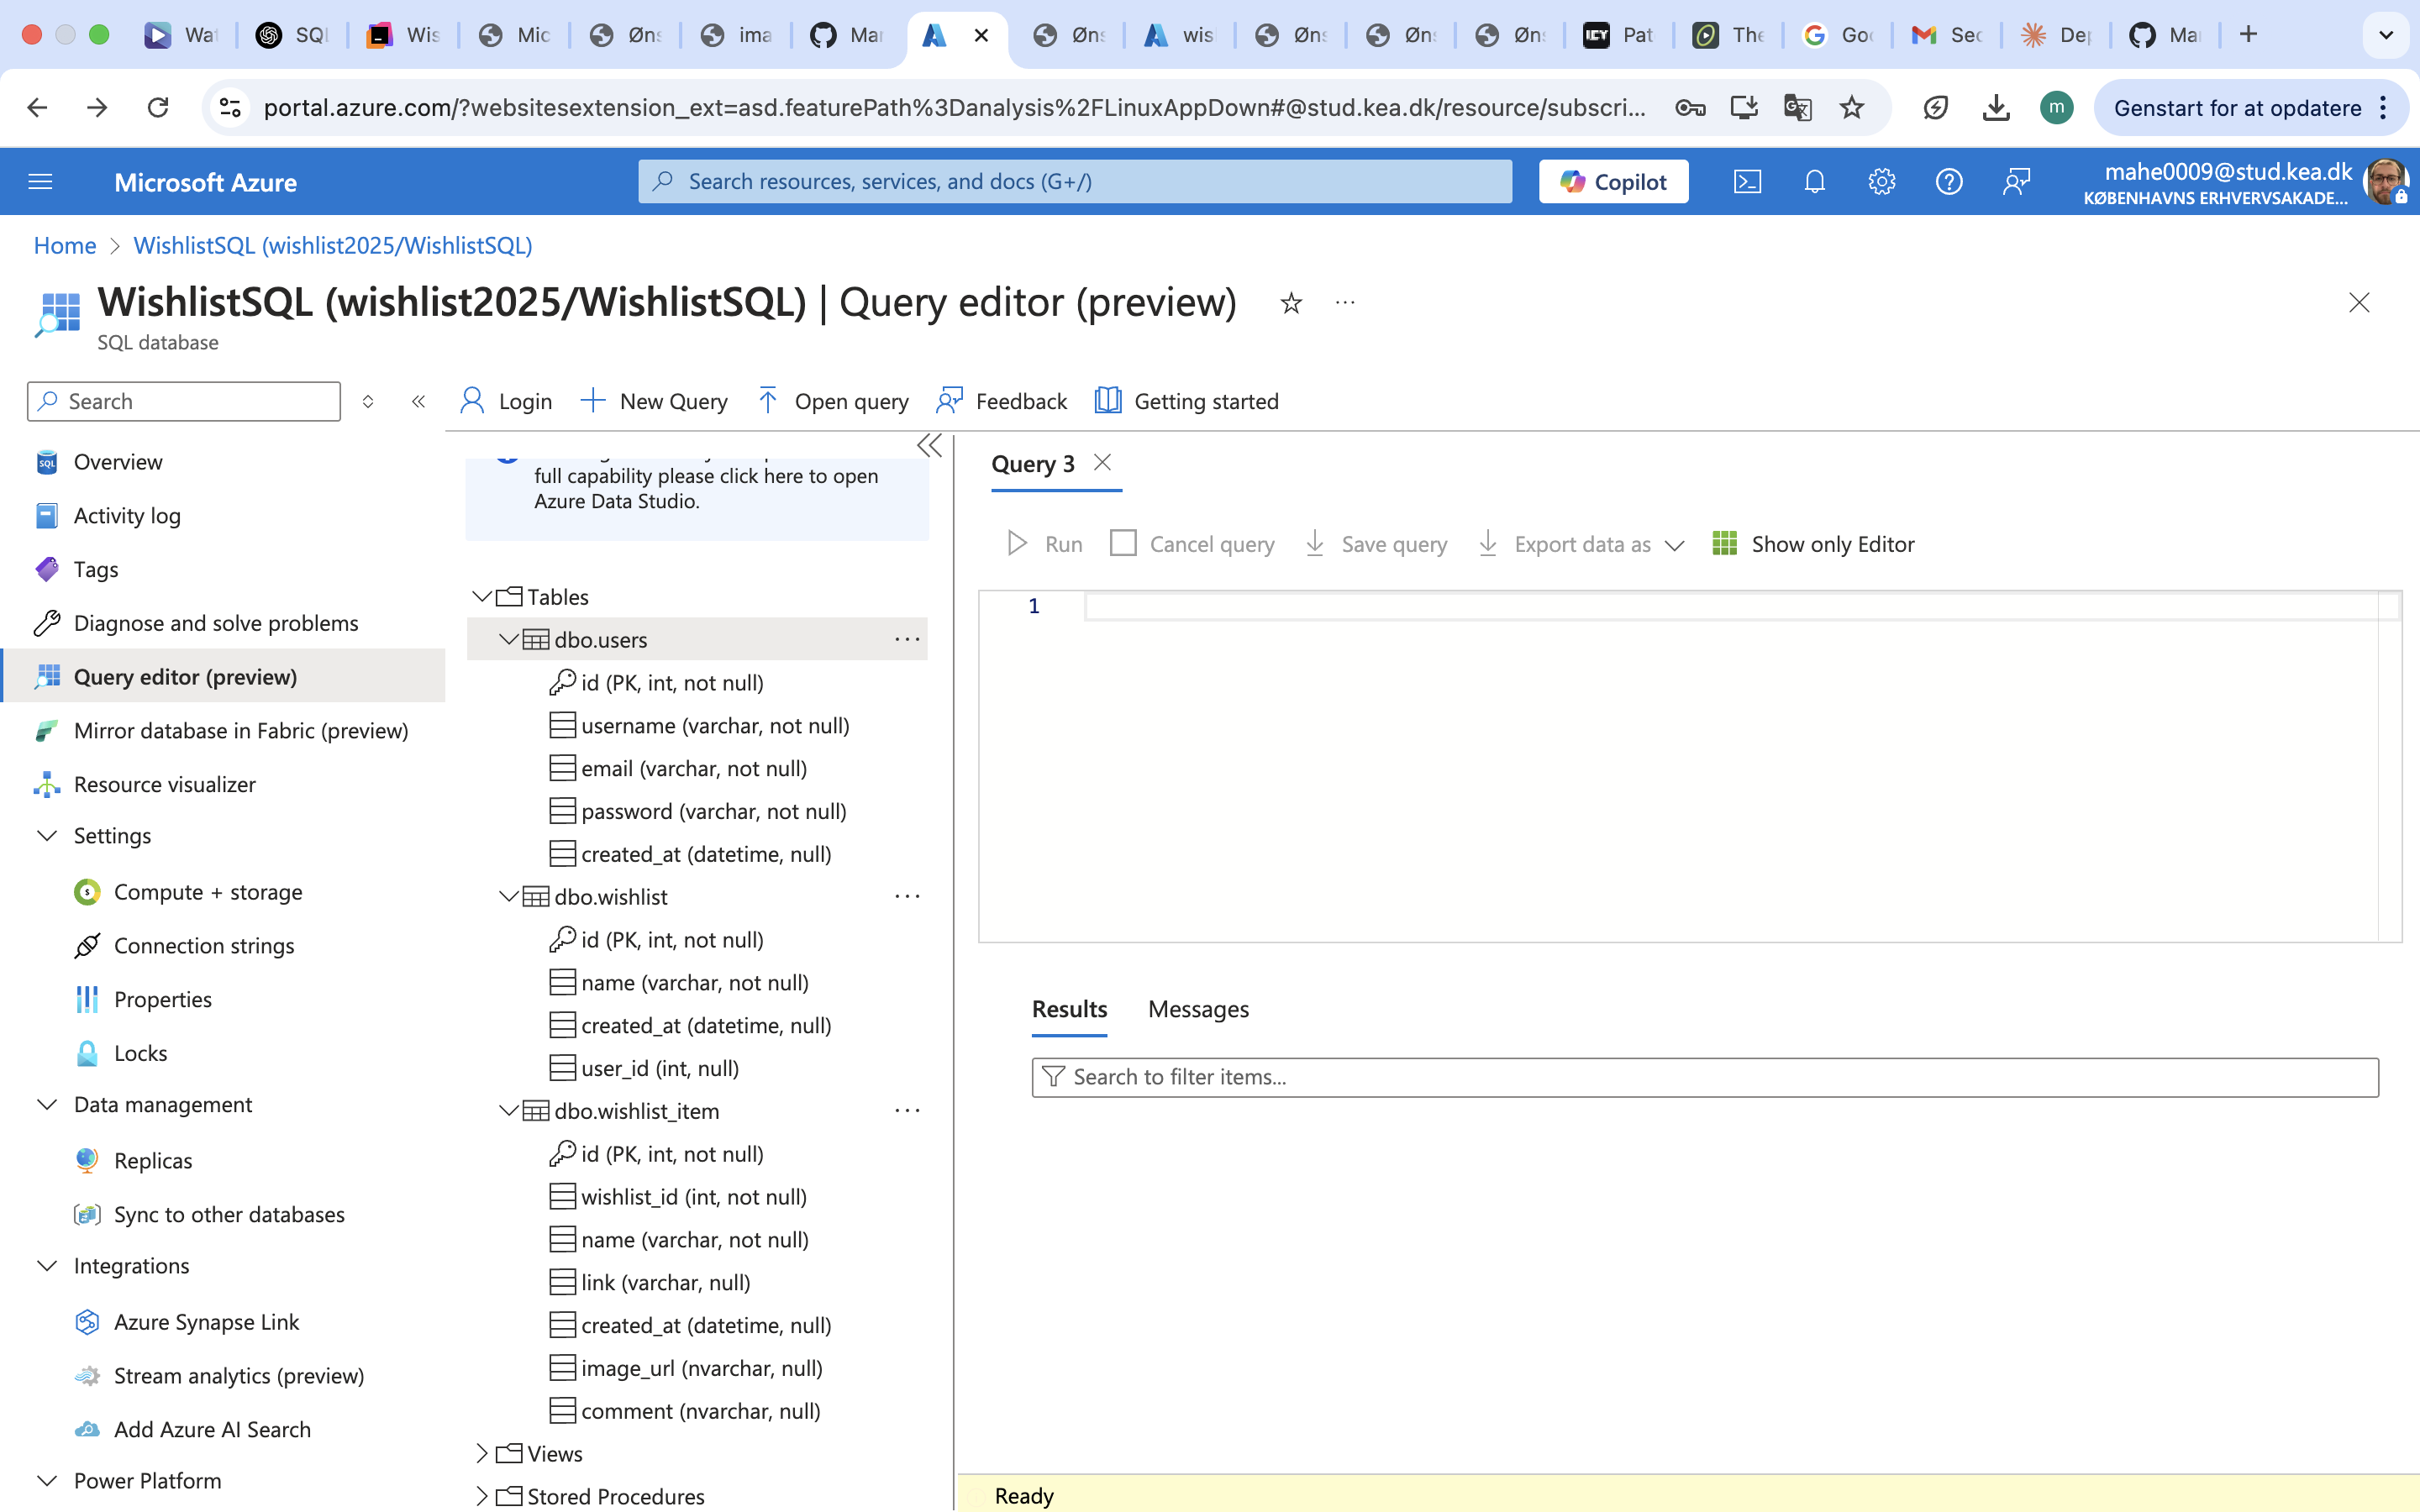 Wat
SQL
Wis
Mic
Øns
ima
Mar
Øns
wis
Øns
Øns
Øns
Pat
The
Goo
Sec
Dep
Mar
portal.azure.com/?websitesextension_ext=asd.featurePath%3Danalysis%2FLinuxAppDown#@stud.kea.dk/resource/subscri...
m
Genstart for at opdatere
Microsoft Azure
Search resources, services, and docs (G+/)
Copilot
mahe0009@stud.kea.dk
KØBENHAVNS ERHVERVSAKADE...
Home > WishlistSQL (wishlist2025/WishlistSQL)
WishlistSQL (wishlist2025/WishlistSQL) | Query editor (preview)
SQL database
Search
Login
New Query
Open query
Feedback
Getting started
Overview
Activity log
Tags
Diagnose and solve problems
Query editor (preview)
Mirror database in Fabric (preview)
Resource visualizer
Settings
Compute + storage
Connection strings
Properties
Locks
Data management
Replicas
Sync to other databases
Integrations
Azure Synapse Link
Stream analytics (preview)
Add Azure AI Search
Power Platform
full capability please click here to open
Azure Data Studio.
Tables
dbo.users
id (PK, int, not null)
username (varchar, not null)
email (varchar, not null)
password (varchar, not null)
created_at (datetime, null)
dbo.wishlist
id (PK, int, not null)
name (varchar, not null)
created_at (datetime, null)
user_id (int, null)
dbo.wishlist_item
id (PK, int, not null)
wishlist_id (int, not null)
name (varchar, not null)
link (varchar, null)
created_at (datetime, null)
image_url (nvarchar, null)
comment (nvarchar, null)
Views
Stored Procedures
Query 3
Run
Cancel query
Save query
Export data as
Show only Editor
1
Results
Messages
Search to filter items...
Ready